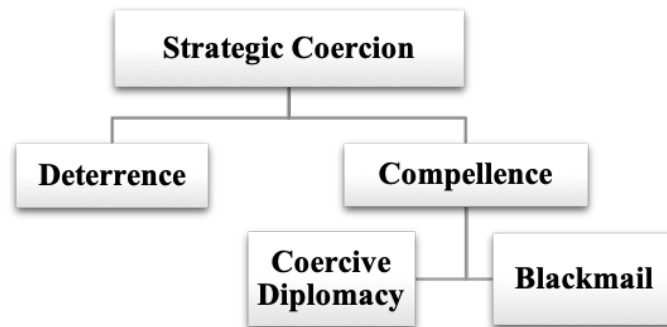 Strategic Coercion
Deterrence
Compellence
Coercive
Diplomacy
Blackmail